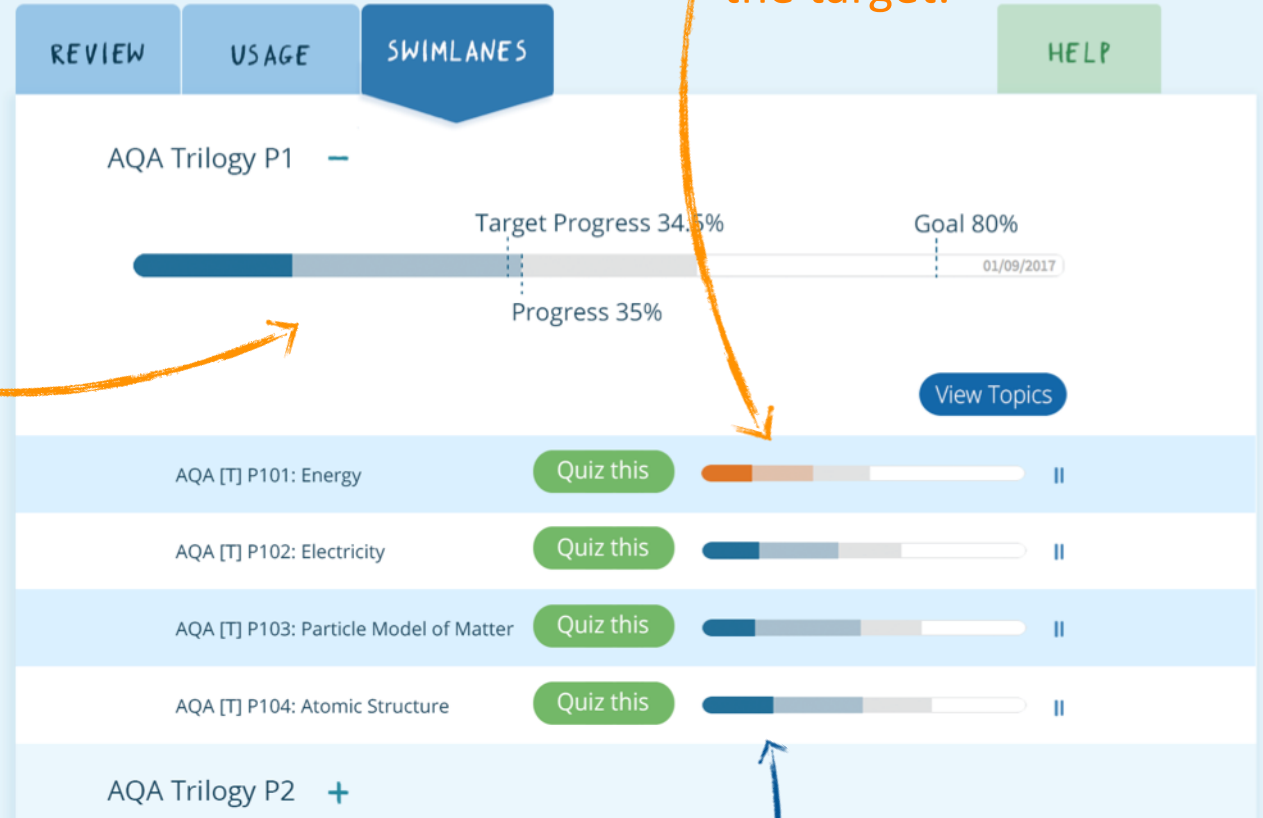 the target.
REVIEW USAGE SWIMLANES HELP
AQA Trilogy P1 −
Target Progress 34.5% Goal 80%
01/09/2017
Progress 35%
View Topics
AQA [T] P101: Energy Quiz this
AQA [T] P102: Electricity Quiz this
AQA [T] P103: Particle Model of Matter Quiz this
AQA [T] P104: Atomic Structure Quiz this
AQA Trilogy P2 +